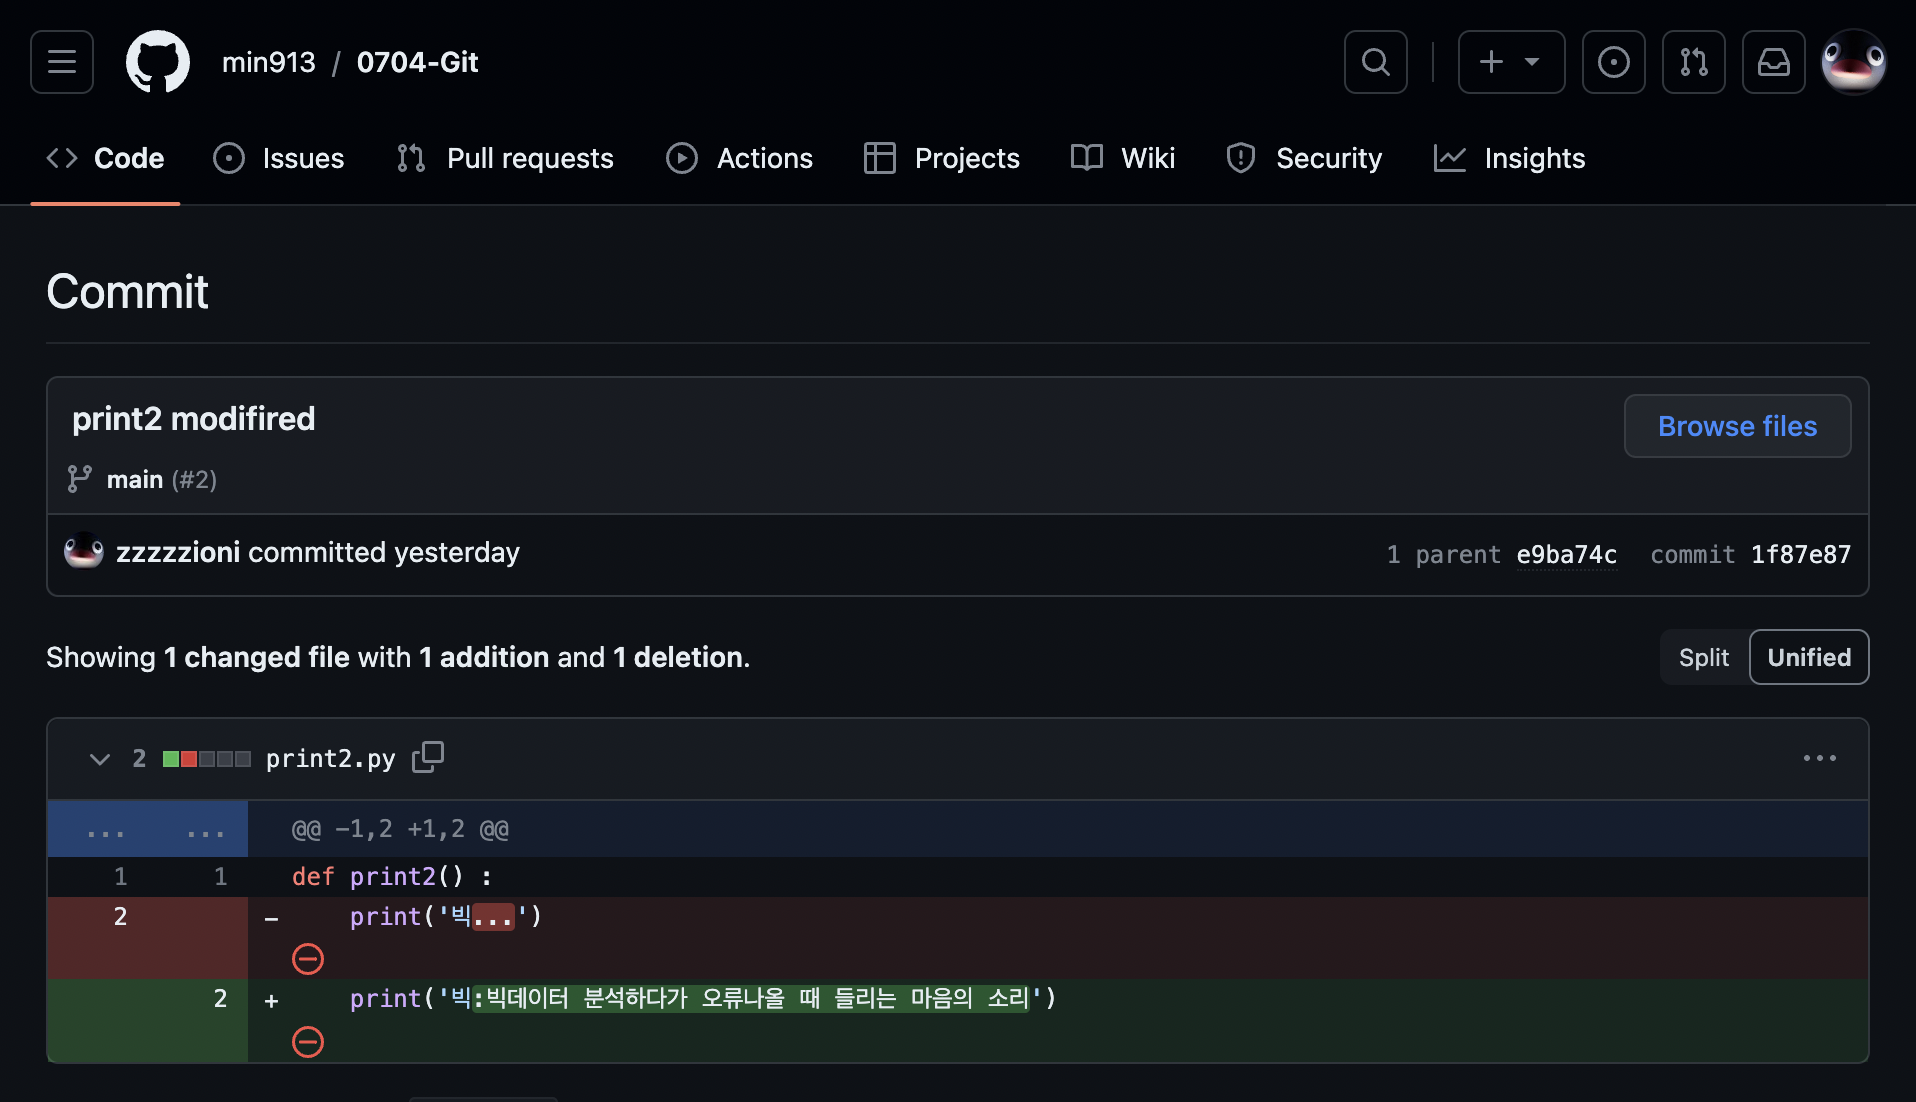 min913 / 0704-Git
Code Issues Pull requests Actions Projects Wiki Security Insights
Commit
print2 modifired
Browse files
main (#2)
zzzzzioni committed yesterday
1 parent e9ba74c commit 1f87e87
Showing 1 changed file with 1 addition and 1 deletion.
Split Unified
2 print2.py
... ... @@ -1,2 +1,2 @@
1 1 def print2() :
2 - print('빅...')
2 + print('빅:빅데이터 분석하다가 오류나올 때 들리는 마음의 소리')